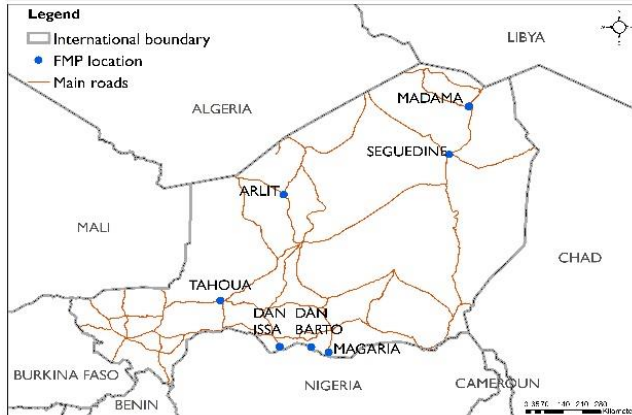 Legend
International boundary
FMP location
Main roads
LIBYA
ALGERIA
MADAMA
SEGUEDINE
ARLIT
MALI
CHAD
TAHOUA
DAN DAN
ISSA BARTO
MAGARIA
BURKINA FASO
NIGERIA
CAMEROUN
BENIN